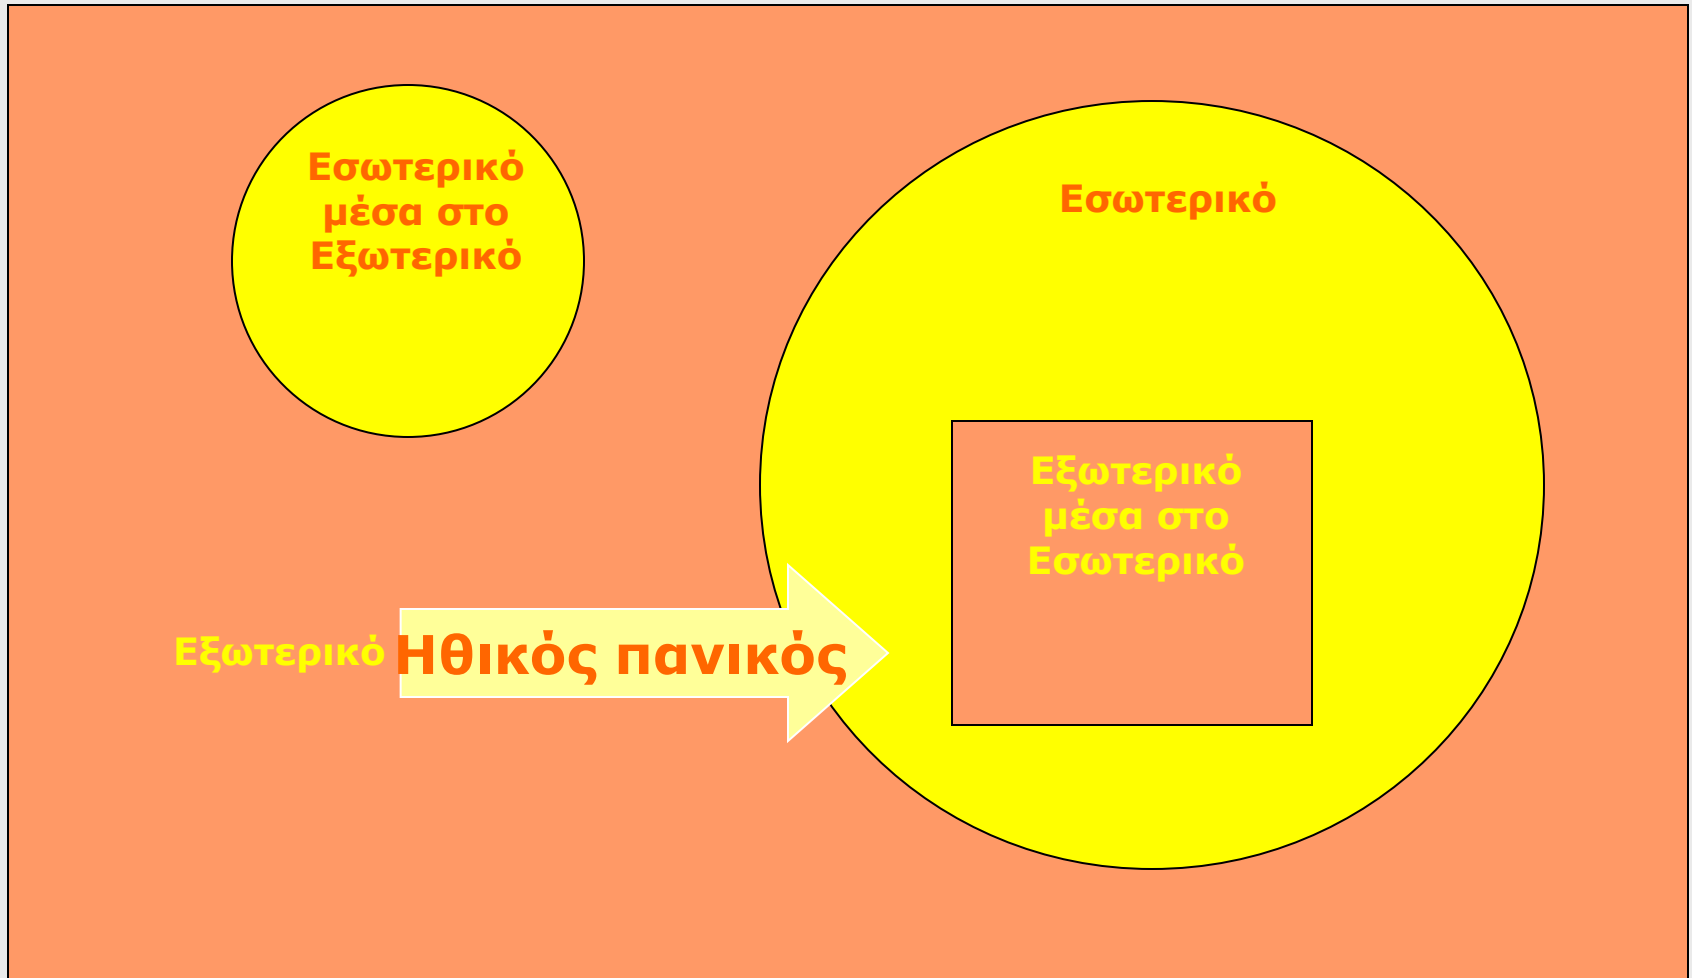 Εσωτερικό
μέσα στο
Εξωτερικό
Εσωτερικό
Εξωτερικό
μέσα στο
Εσωτερικό
Εξωτερικό
Ηθικός πανικός